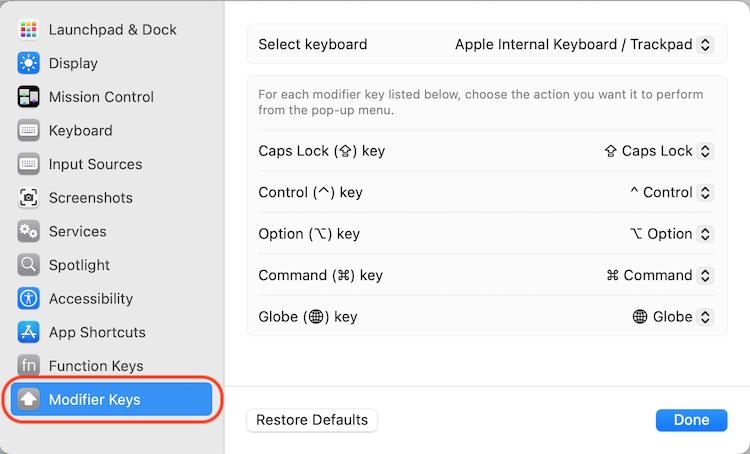 Launchpad & Dock
Display
Mission Control
Keyboard
Input Sources
Screenshots
Services
Spotlight
Accessibility
App Shortcuts
fn Function Keys
Modifier Keys
Select keyboard Apple Internal Keyboard / Trackpad
For each modifier key listed below, choose the action you want it to perform
from the pop-up menu.
Caps Lock (⇪) key ⇪ Caps Lock
Control (^) key ^ Control
Option (⌥) key ⌥ Option
Command (⌘) key ⌘ Command
Globe (🌐) key 🌐 Globe
Restore Defaults Done